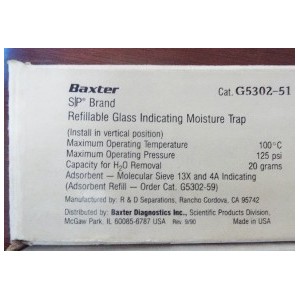 Baxter Cat. G5302-51
S|P® Brand
Refillable Glass Indicating Moisture Trap
(Install in vertical position)
Maximum Operating Temperature 100°C
Maximum Operating Pressure 125 psi
Capacity for H₂O Removal 20 grams
Adsorbent – Molecular Sieve 13X and 4A Indicating
(Adsorbent Refill – Order Cat. G5302-59)
Manufactured by: R & D Separations, Rancho Cordova, CA 95742
Distributed by: Baxter Diagnostics Inc., Scientific Products Division,
McGaw Park, IL 60085-6787 USA Rev. 9/90 Made in USA